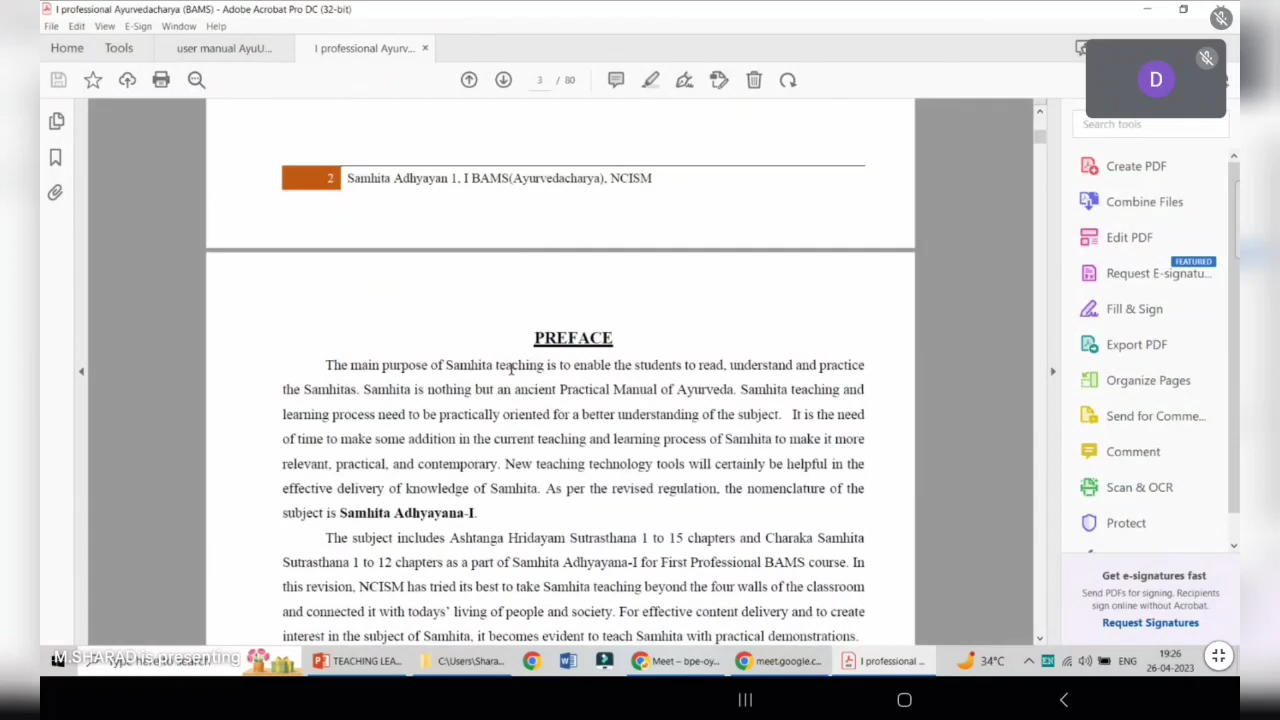 I professional Ayurvedacharya (BAMS) - Adobe Acrobat Pro DC (32-bit)
File Edit View E-Sign Window Help
Home Tools user manual AyuU... I professional Ayurv... ×
3 / 80
D
Search tools
2 Samhita Adhyayan 1, I BAMS(Ayurvedacharya), NCISM
PREFACE
The main purpose of Samhita teaching is to enable the students to read, understand and practice
the Samhitas. Samhita is nothing but an ancient Practical Manual of Ayurveda. Samhita teaching and
learning process need to be practically oriented for a better understanding of the subject. It is the need
of time to make some addition in the current teaching and learning process of Samhita to make it more
relevant, practical, and contemporary. New teaching technology tools will certainly be helpful in the
effective delivery of knowledge of Samhita. As per the revised regulation, the nomenclature of the
subject is Samhita Adhyayana-I.
The subject includes Ashtanga Hridayam Sutrasthana 1 to 15 chapters and Charaka Samhita
Sutrasthana 1 to 12 chapters as a part of Samhita Adhyayana-I for First Professional BAMS course. In
this revision, NCISM has tried its best to take Samhita teaching beyond the four walls of the classroom
and connected it with todays' living of people and society. For effective content delivery and to create
interest in the subject of Samhita, it becomes evident to teach Samhita with practical demonstrations.
Create PDF
Combine Files
Edit PDF
FEATURED
Request E-signatu...
Fill & Sign
Export PDF
Organize Pages
Send for Comme...
Comment
Scan & OCR
Protect
Get e-signatures fast
Send PDFs for signing. Recipients
sign online without Acrobat.
Request Signatures
M.SHARAD is presenting
TEACHING LEA... C:\Users\Shara... Meet – bpe-oy... meet.google.c... I professional ... 34°C ENG
19:26
26-04-2023